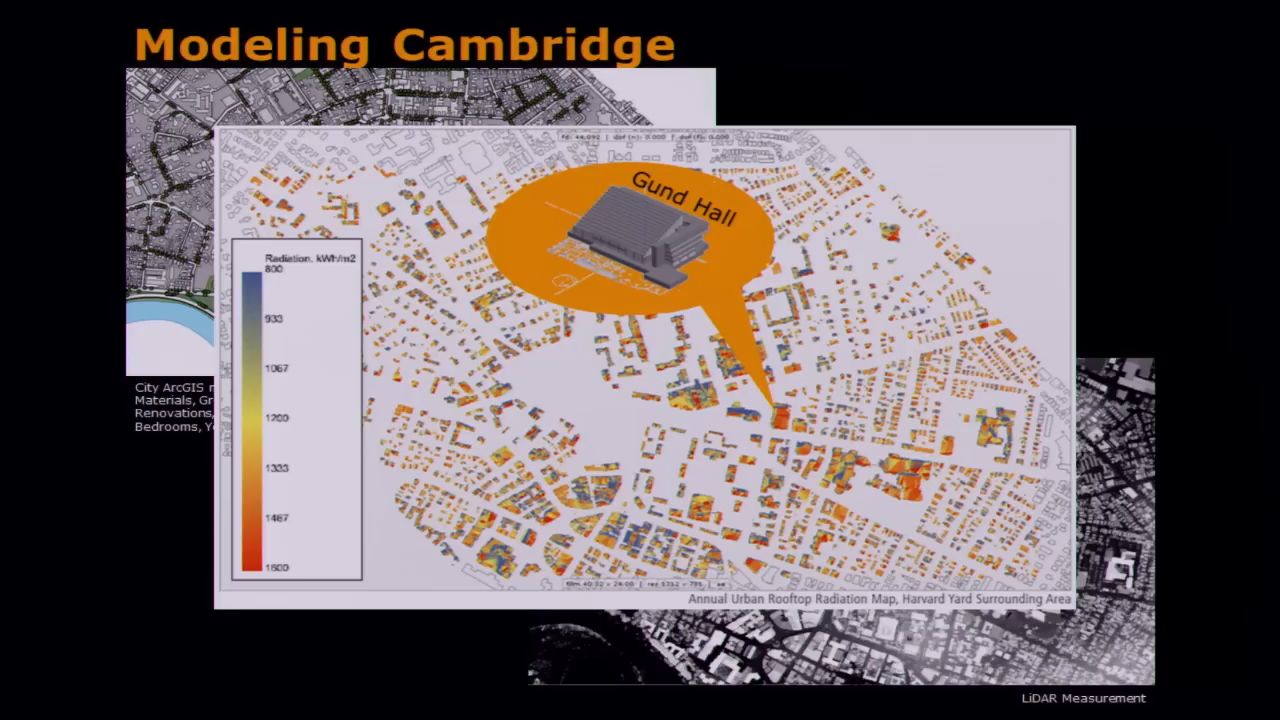 Modeling Cambridge
Gund Hall
Radiation. kWh/m2
800
933
1067
1200
1333
1467
1600
City ArcGIS
Materials,
Renovations,
Bedrooms,
Annual Urban Rooftop Radiation Map, Harvard Yard Surrounding Area
LiDAR Measurement